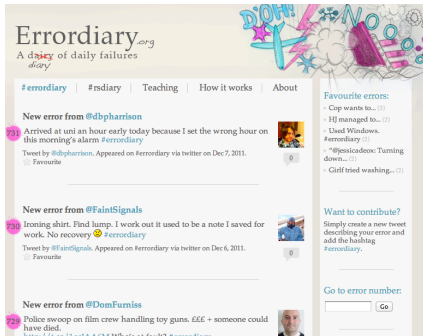 D'OH!
NOOO
Errordiary.org
A dairy of daily failures
diary
#errordiary
#rsdiary
Teaching
How it works
About
New error from @dbpharrison
731
Arrived at uni an hour early today because I set the wrong hour on
this morning's alarm #errordiary
Tweet by @dbpharrison. Appeared on #errordiary via twitter on Dec 7, 2011.
Favourite
0
New error from @FaintSignals
730
Ironing shirt. Find lump. I work out it used to be a note I saved for
work. No recovery #errordiary
Tweet by @FaintSignals. Appeared on #errordiary via twitter on Dec 6, 2011.
Favourite
0
New error from @DomFurniss
729
Police swoop on film crew handling toy guns. £££ + someone could
have died.
Favourite errors:
Cop wants to... (3)
HJ managed to... (2)
Used Windows.
#errordiary (2)
"@jessicadeox: Turning
down... (2)
Girlf tried washing... (2)
Want to contribute?
Simply create a new tweet
describing your error and
add the hashtag
#errordiary.
Go to error number:
Go